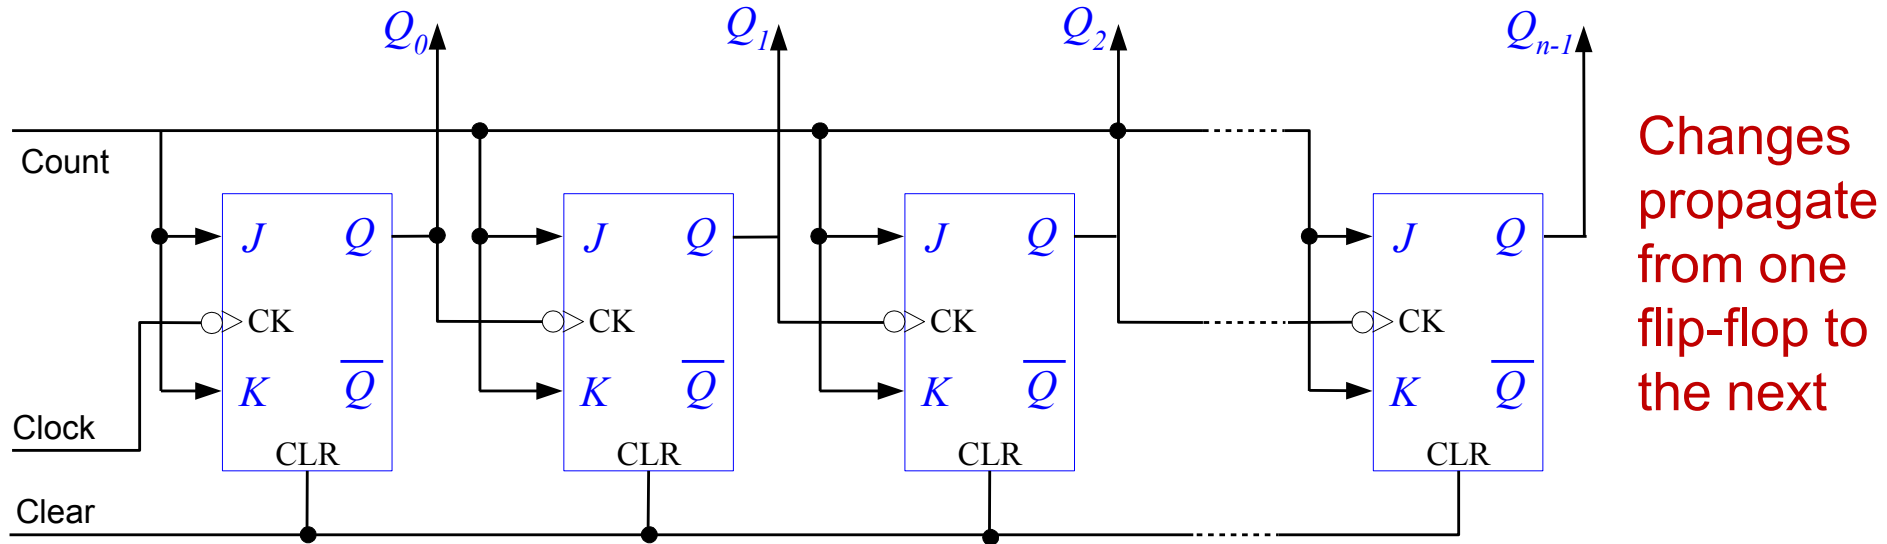 Q0 Q1 Q2 Qn-1
Count
J Q J Q J Q J Q
CK CK CK CK
K Q̅ K Q̅ K Q̅ K Q̅
Clock
CLR CLR CLR CLR
Clear
Changes
propagate
from one
flip-flop to
the next